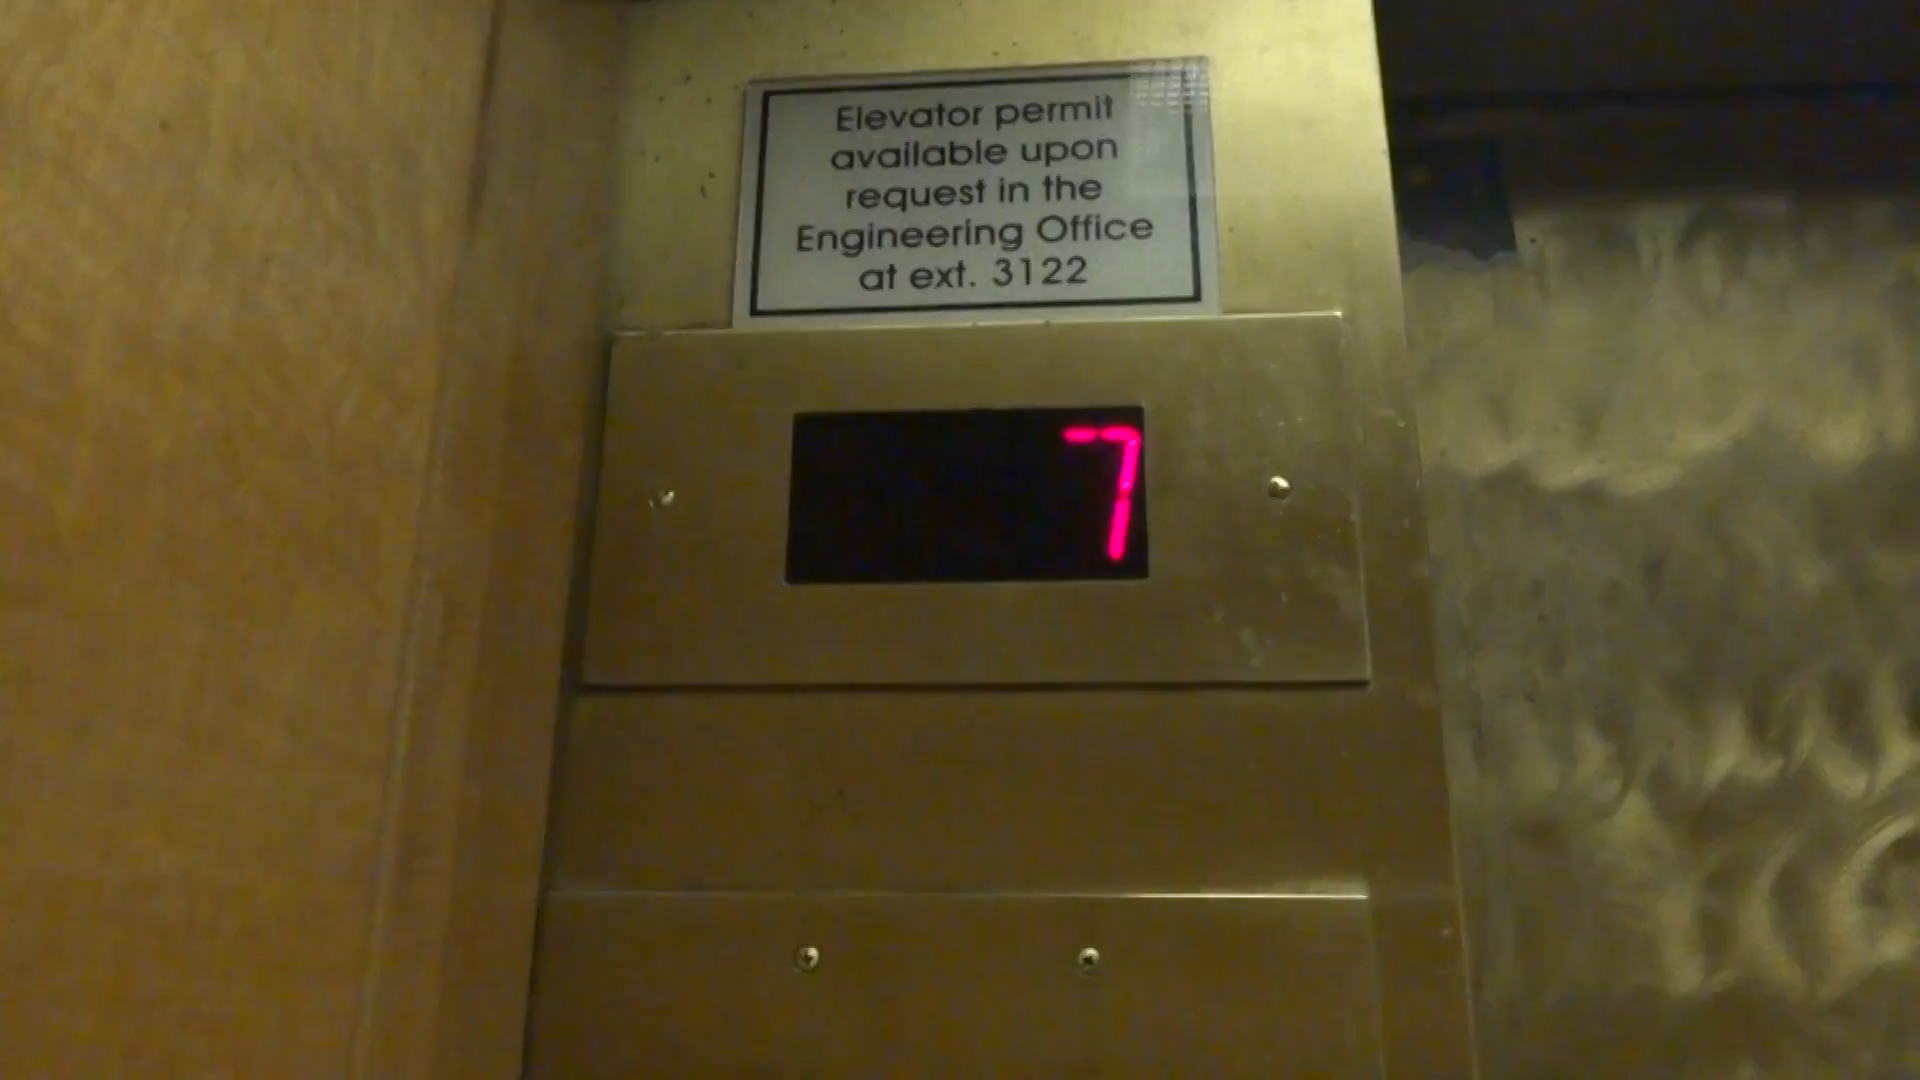 Elevator permit
available upon
request in the
Engineering Office
at ext. 3122
7